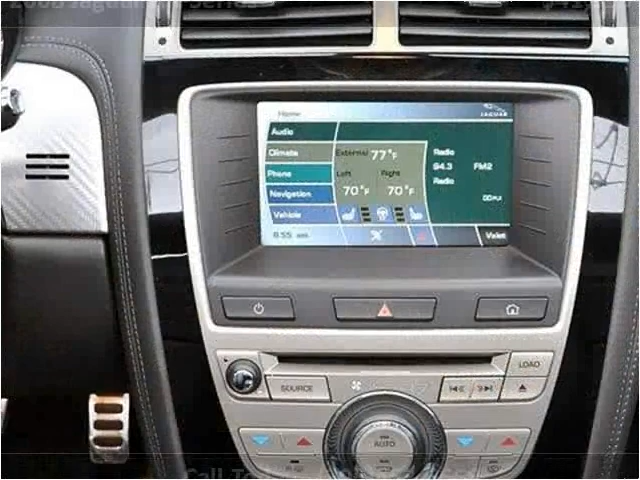 Home
JAGUAR
Audio
Climate
External 77°F
Radio
Phone
Left Right
94.3 FM2
Radio
Navigation
70°F 70°F
Vehicle
8.55 am
Valet
LOAD
SOURCE
AUTO